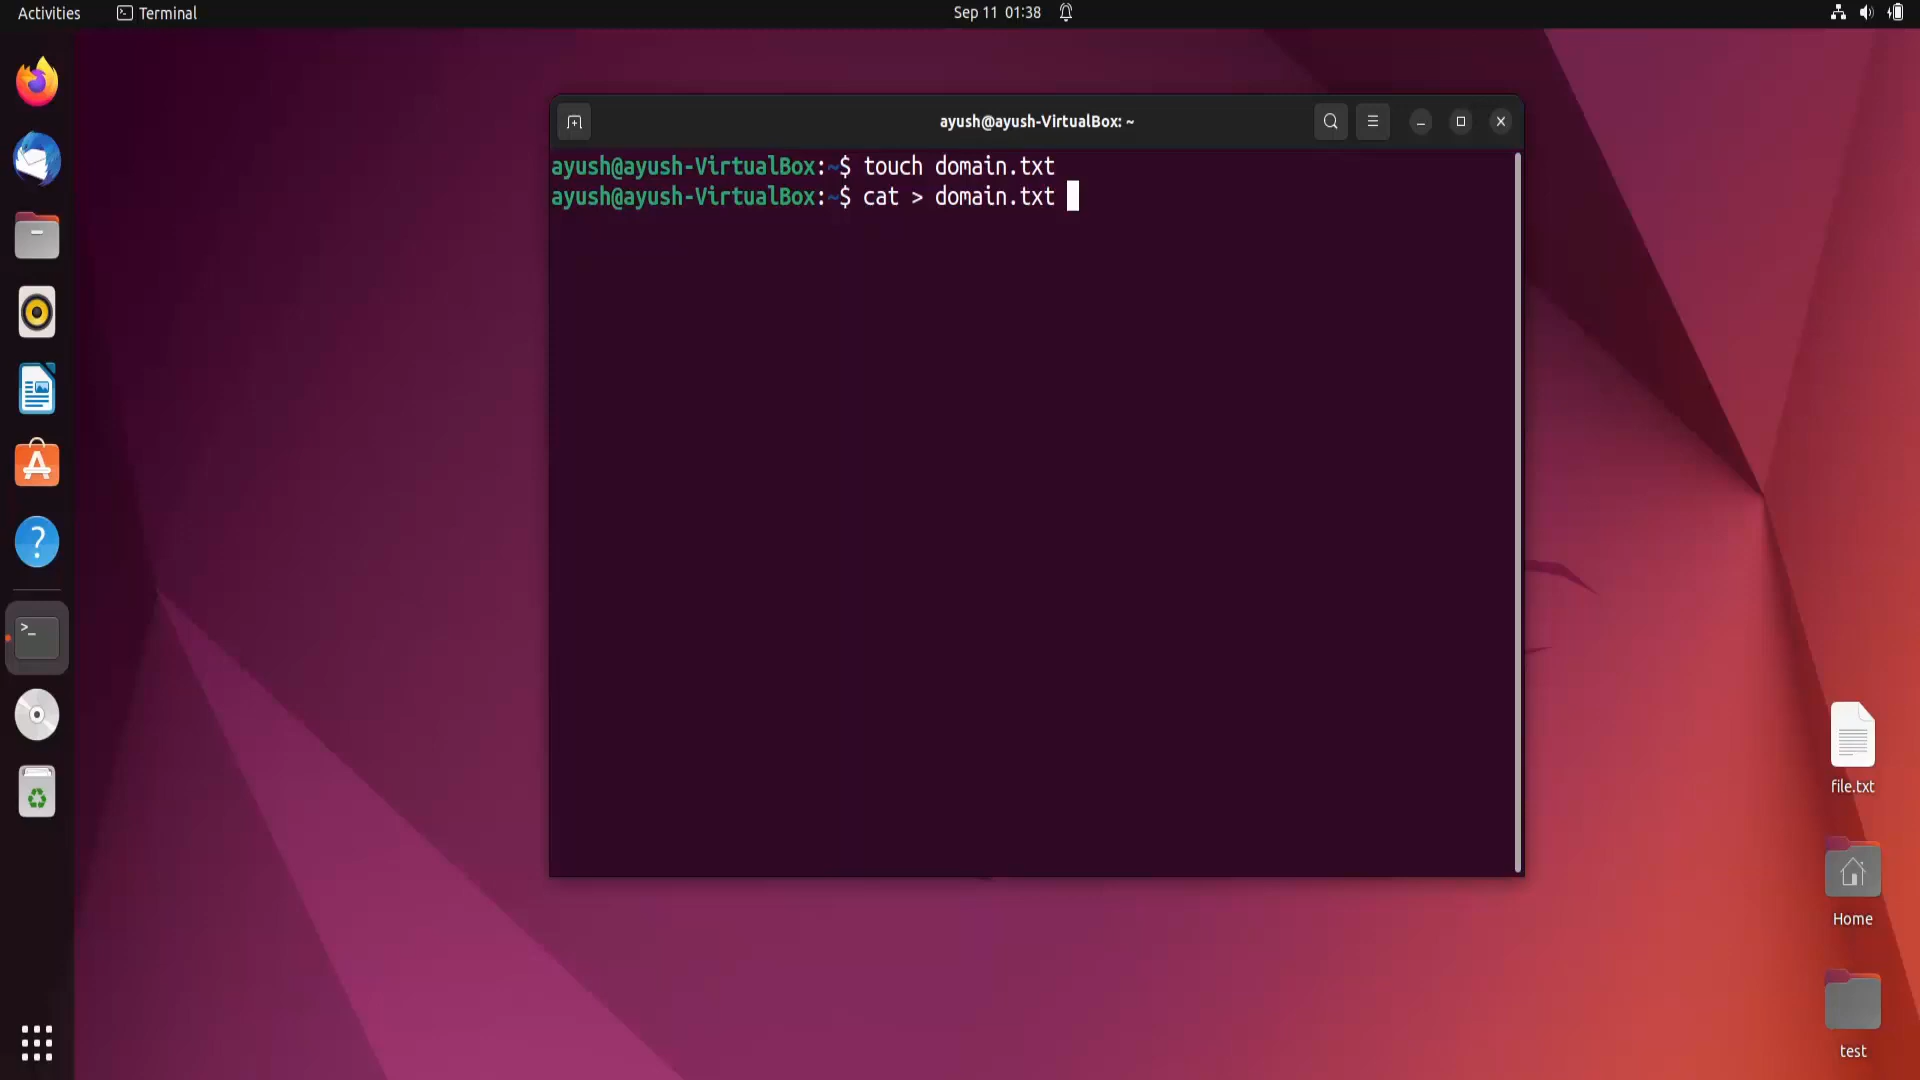 Activities
Terminal
Sep 11 01:38
ayush@ayush-VirtualBox: ~
ayush@ayush-VirtualBox:~$ touch domain.txt
ayush@ayush-VirtualBox:~$ cat > domain.txt
file.txt
Home
test